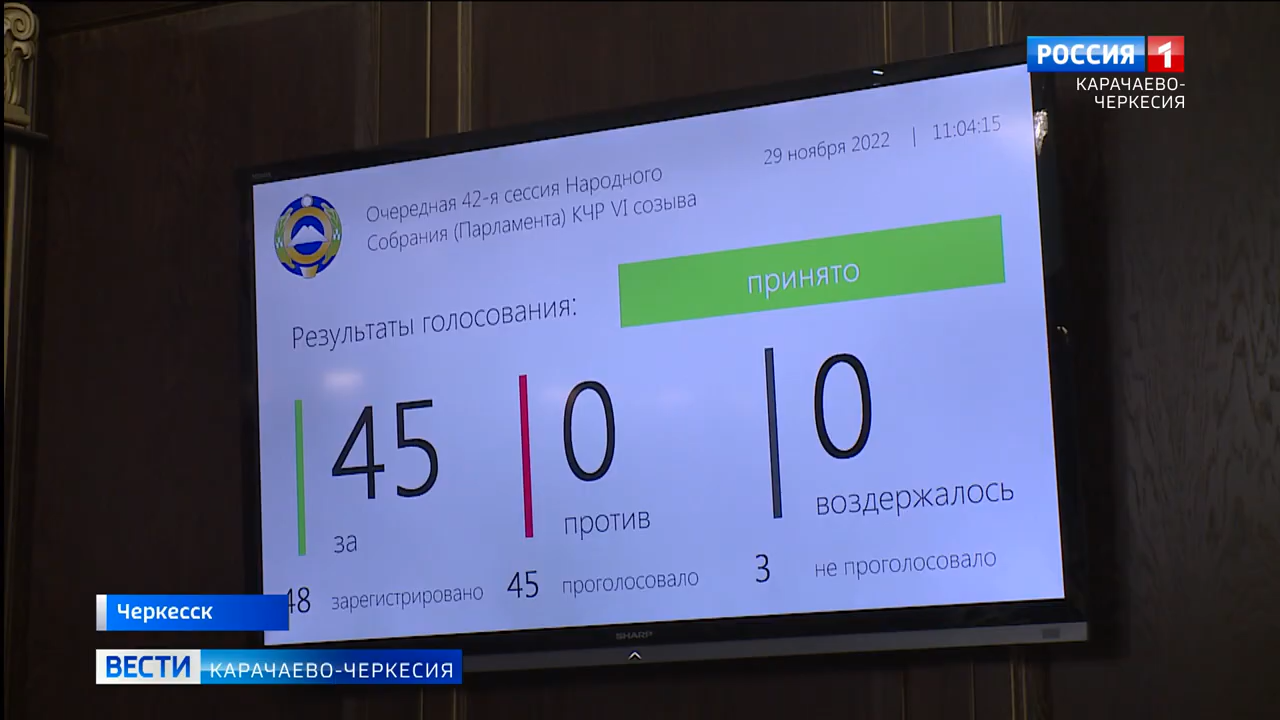 РОССИЯ 1
КАРАЧАЕВО-
ЧЕРКЕСИЯ
29 ноября 2022 | 11:04:15
Очередная 42-я сессия Народного
Собрания (Парламента) КЧР VI созыва
принято
Результаты голосования:
45 0 0
за против воздержалось
48 зарегистрировано 45 проголосовало 3 не проголосовало
SHARP
Черкесск
ВЕСТИ КАРАЧАЕВО-ЧЕРКЕСИЯ